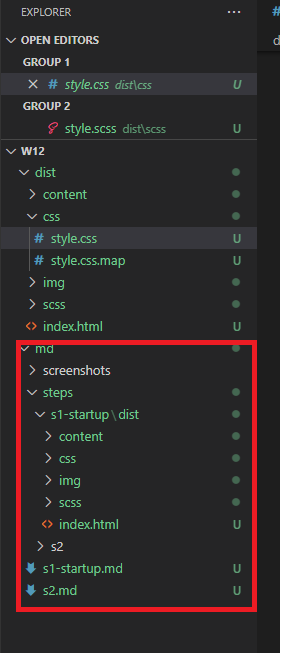 EXPLORER ...
OPEN EDITORS
GROUP 1
# style.css dist\css U
GROUP 2
style.scss dist\scss U
W12
dist
content
css
# style.css U
# style.css.map U
img
scss
<> index.html U
md
screenshots
steps
s1-startup\dist
content
css
img
scss
<> index.html U
s2
s1-startup.md U
s2.md U
#
d